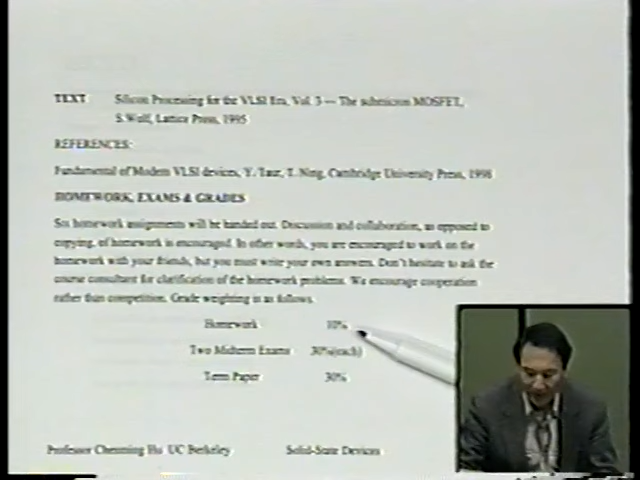 TEXT Silicon Processing for the VLSI Era, Vol. 3 — The submicron MOSFET,
S. Wolf, Lattice Press, 1995
REFERENCES:
Fundamental of Modern VLSI devices, Y. Taur, T. Ning, Cambridge University Press, 1998
HOMEWORK, EXAMS & GRADES
Six homework assignments will be handed out. Discussion and collaboration, as opposed to
copying, of homework is encouraged. In other words, you are encouraged to work on the
homework with your friends, but you must write your own answers. Don't hesitate to ask the
course consultant for clarification of the homework problems. We encourage cooperation
rather than competition. Grade weighting is as follows.
Homework 10%
Two Midterm Exams 30%(each)
Term Paper 30%
Professor Chenming Hu UC Berkeley Solid-State Devices